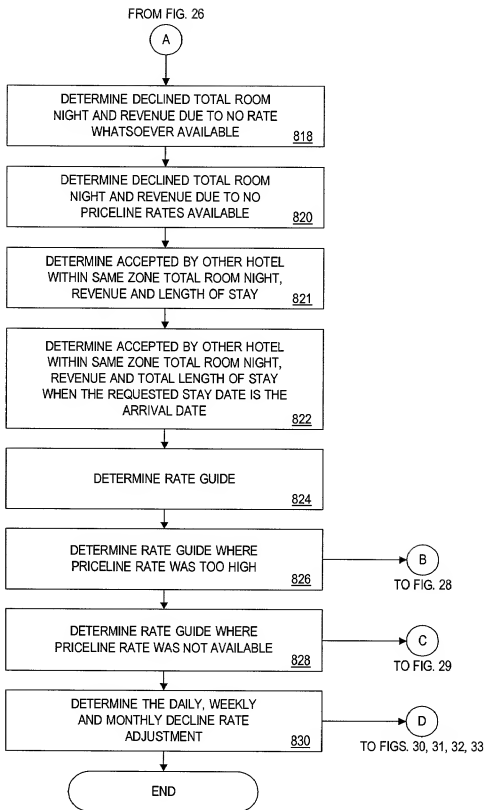 FROM FIG. 26
A
DETERMINE DECLINED TOTAL ROOM
NIGHT AND REVENUE DUE TO NO RATE
WHATSOEVER AVAILABLE
818
DETERMINE DECLINED TOTAL ROOM
NIGHT AND REVENUE DUE TO NO
PRICELINE RATES AVAILABLE
820
DETERMINE ACCEPTED BY OTHER HOTEL
WITHIN SAME ZONE TOTAL ROOM NIGHT,
REVENUE AND LENGTH OF STAY
821
DETERMINE ACCEPTED BY OTHER HOTEL
WITHIN SAME ZONE TOTAL ROOM NIGHT,
REVENUE AND TOTAL LENGTH OF STAY
WHEN THE REQUESTED STAY DATE IS THE
ARRIVAL DATE
822
DETERMINE RATE GUIDE
824
DETERMINE RATE GUIDE WHERE
PRICELINE RATE WAS TOO HIGH
826
B
TO FIG. 28
DETERMINE RATE GUIDE WHERE
PRICELINE RATE WAS NOT AVAILABLE
828
C
TO FIG. 29
DETERMINE THE DAILY, WEEKLY
AND MONTHLY DECLINE RATE
ADJUSTMENT
830
D
TO FIGS. 30, 31, 32, 33
END